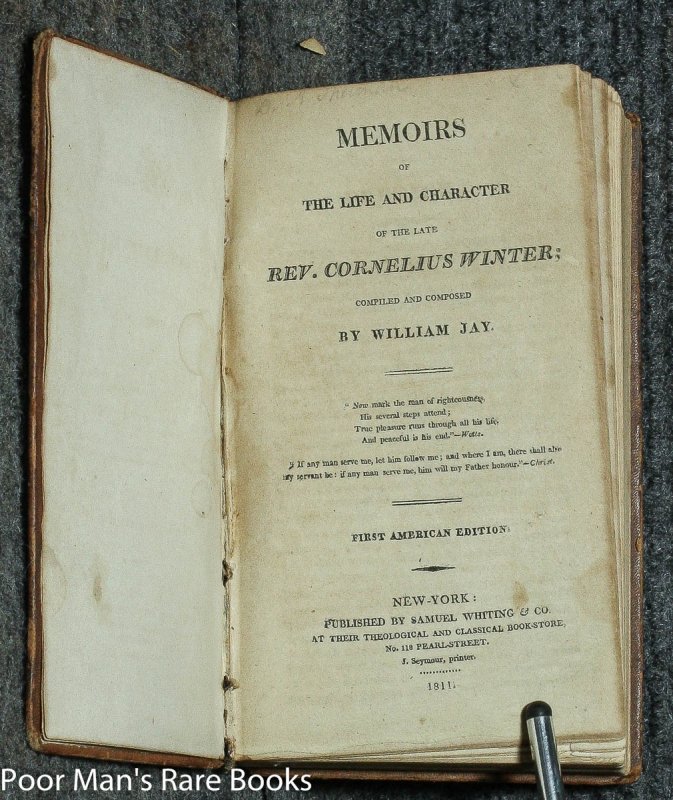 MEMOIRS
OF
THE LIFE AND CHARACTER
OF THE LATE
REV. CORNELIUS WINTER;
COMPILED AND COMPOSED
BY WILLIAM JAY.
"Now mark the man of righteousness,
His several steps attend;
True pleasure runs through all his life,
And peaceful is his end."—Watts.
If any man serve me, let him follow me; and where I am, there shall also
my servant be: if any man serve me, him will my Father honour."—Christ.
FIRST AMERICAN EDITION.
NEW-YORK:
PUBLISHED BY SAMUEL WHITING & CO.
AT THEIR THEOLOGICAL AND CLASSICAL BOOK-STORE,
No. 118 PEARL-STREET.
J. Seymour, printer.
1811.
Poor Man's Rare Books